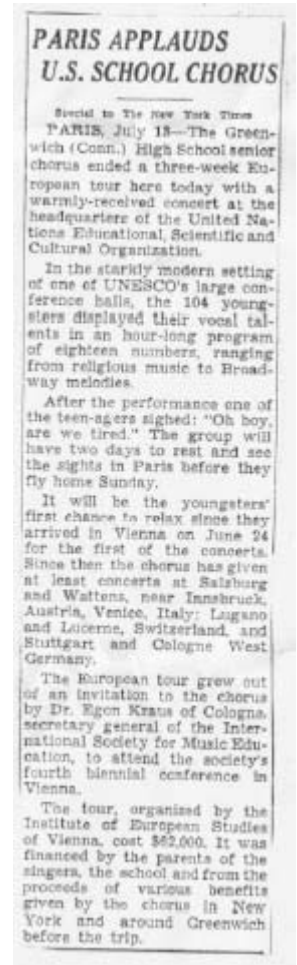 PARIS APPLAUDS
U.S. SCHOOL CHORUS
Special to The New York Times
PARIS, July 13—The Green-
wich (Conn.) High School senior
chorus ended a three-week Eu-
ropean tour here today with a
warmly-received concert at the
headquarters of the United Na-
tions Educational, Scientific and
Cultural Organization.
In the starkly modern setting
of one of UNESCO's large con-
ference halls, the 104 young-
sters displayed their vocal tal-
ents in an hour-long program
of eighteen numbers, ranging
from religious music to Broad-
way melodies.
After the performance one of
the teen-agers sighed: "Oh boy,
are we tired." The group will
have two days to rest and see
the sights in Paris before they
fly home Sunday.
It will be the youngsters'
first chance to relax since they
arrived in Vienna on June 24
for the first of the concerts.
Since then the chorus has given
at least concerts at Salzburg
and Wattens, near Innsbruck,
Austria, Venice, Italy; Lugano
and Lucerne, Switzerland, and
Stuttgart and Cologne West
Germany.
The European tour grew out
of an invitation to the chorus
by Dr. Egon Kraus of Cologne,
secretary general of the Inter-
national Society for Music Edu-
cation, to attend the society's
fourth biennial conference in
Vienna.
The tour, organized by the
Institute of European Studies
of Vienna, cost $62,000. It was
financed by the parents of the
singers, the school and from the
proceeds of various benefits
given by the chorus in New
York and around Greenwich
before the trip.